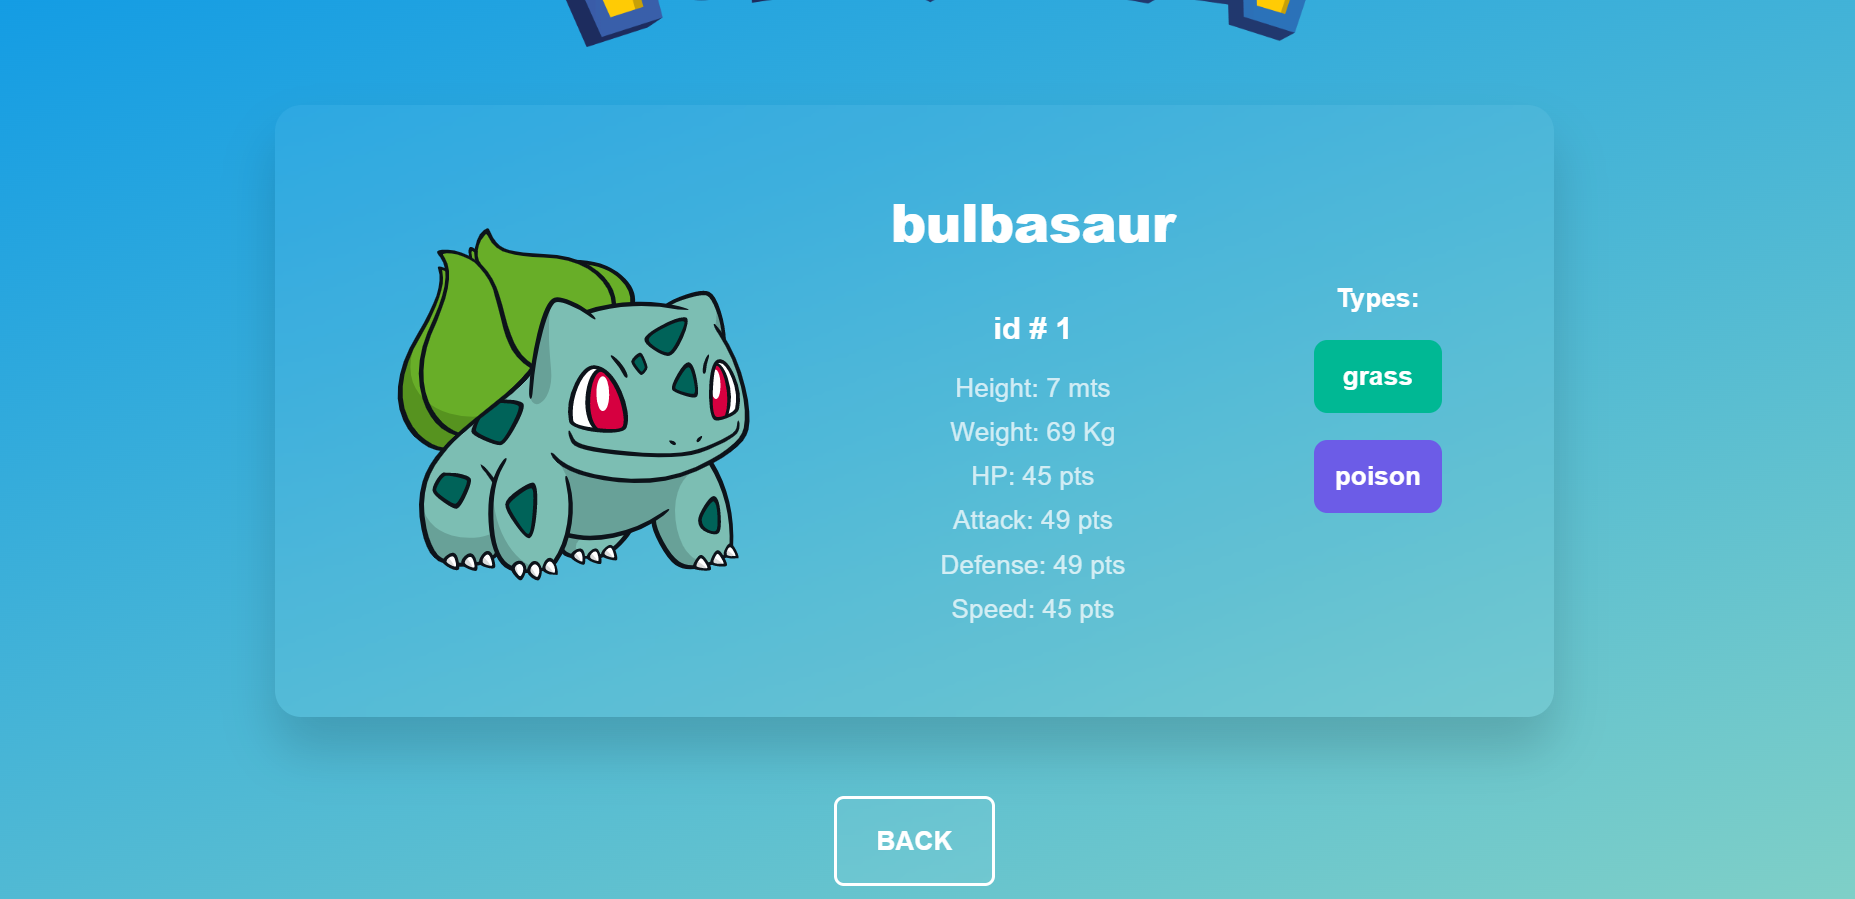 bulbasaur
id # 1
Height: 7 mts
Weight: 69 Kg
HP: 45 pts
Attack: 49 pts
Defense: 49 pts
Speed: 45 pts
Types:
grass
poison
BACK